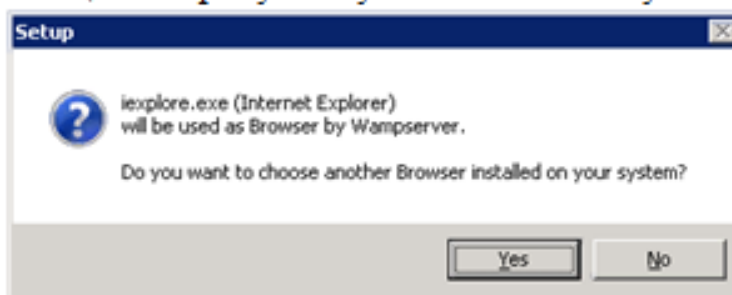 Setup
iexplore.exe (Internet Explorer)
will be used as Browser by Wampserver.
Do you want to choose another Browser installed on your system?
Yes
No